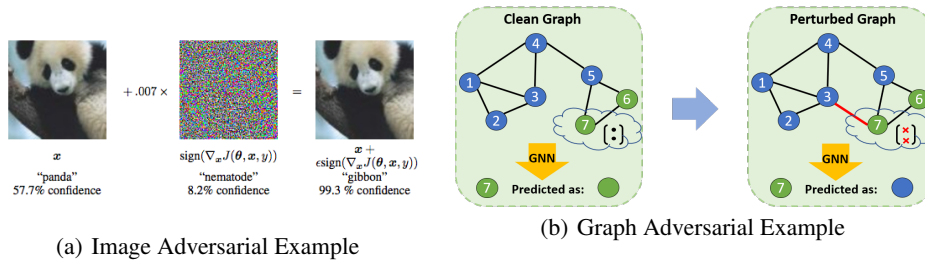 x
"panda"
57.7% confidence
+ .007 ×
sign(∇ₓJ(θ, x, y))
"nematode"
8.2% confidence
=
x +
ϵsign(∇ₓJ(θ, x, y))
"gibbon"
99.3 % confidence
(a) Image Adversarial Example
Clean Graph
4
5
1
3
6
2
7
GNN
7 Predicted as:
Perturbed Graph
4
5
1
3
6
2
7
GNN
7 Predicted as:
(b) Graph Adversarial Example